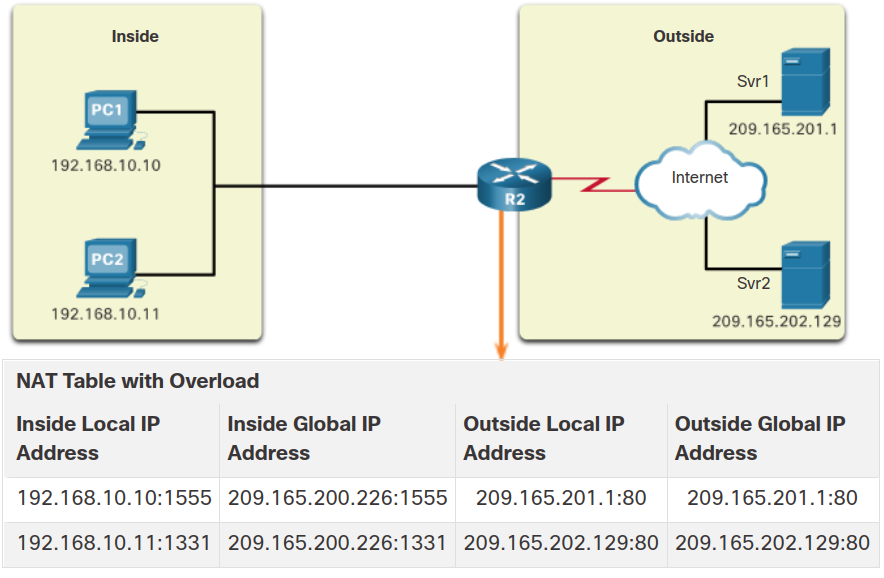 Inside
Outside
PC1
192.168.10.10
PC2
192.168.10.11
R2
Internet
Svr1
209.165.201.1
Svr2
209.165.202.129
NAT Table with Overload
Inside Local IP Address
Inside Global IP Address
Outside Local IP Address
Outside Global IP Address
192.168.10.10:1555 209.165.200.226:1555 209.165.201.1:80 209.165.201.1:80
192.168.10.11:1331 209.165.200.226:1331 209.165.202.129:80 209.165.202.129:80